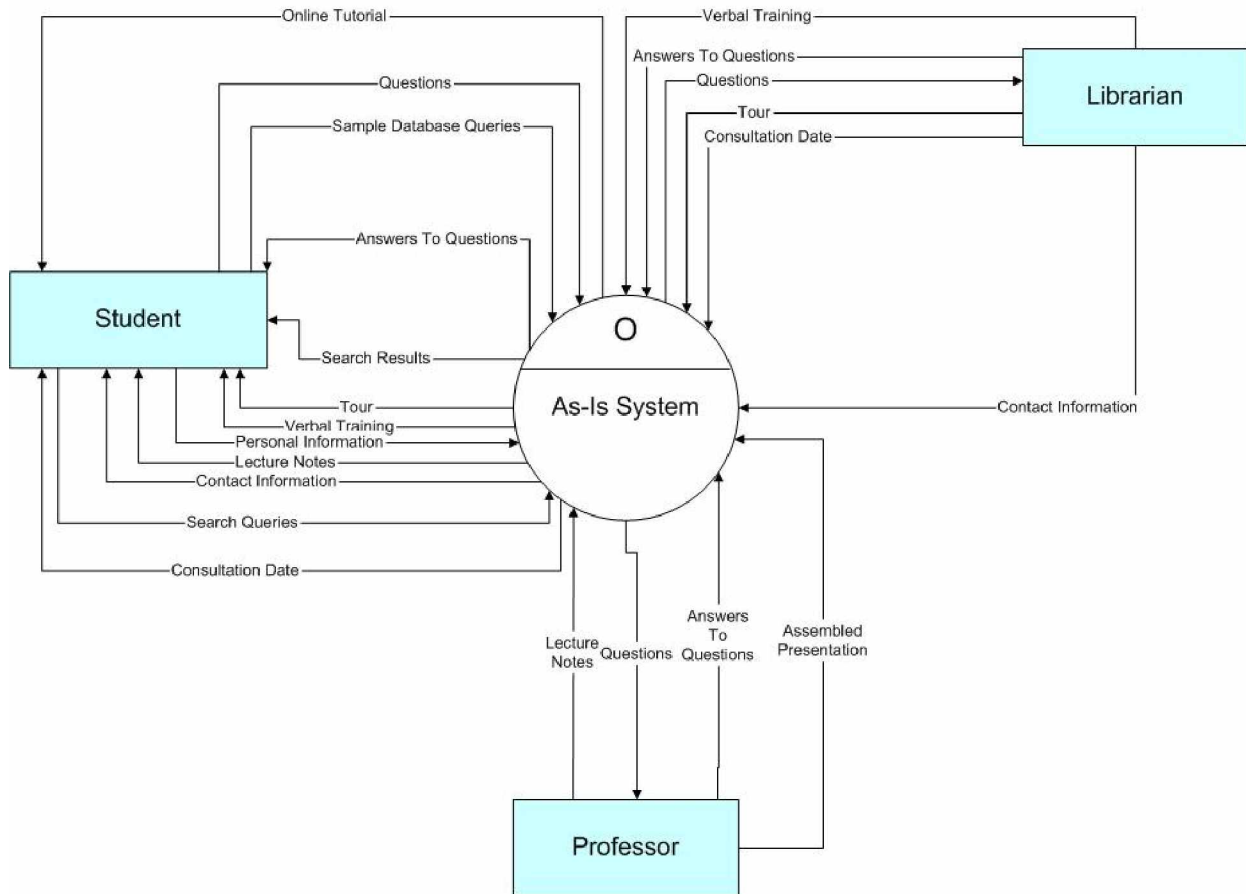 Online Tutorial
Verbal Training
Answers To Questions
Questions
Questions
Librarian
Tour
Sample Database Queries
Consultation Date
Answers To Questions
Student
O
Search Results
As-Is System
Tour
Contact Information
Verbal Training
Personal Information
Lecture Notes
Contact Information
Search Queries
Consultation Date
Lecture
Notes
Questions
Answers
To
Questions
Assembled
Presentation
Professor